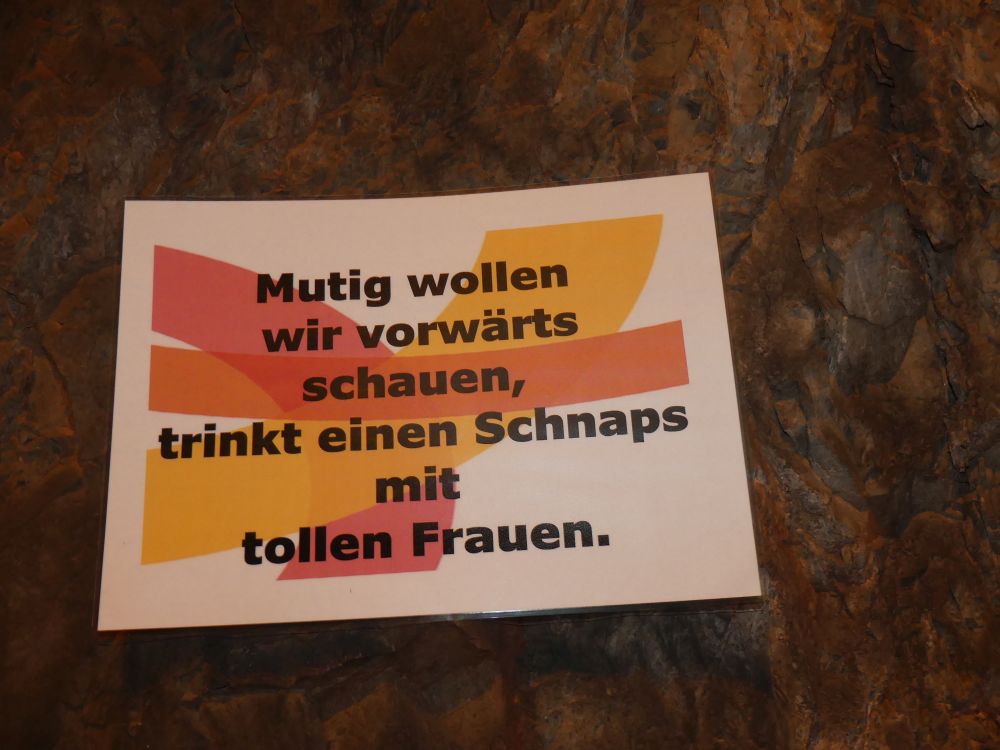 Mutig wollen
wir vorwärts
schauen,
trinkt einen Schnaps
mit
tollen Frauen.